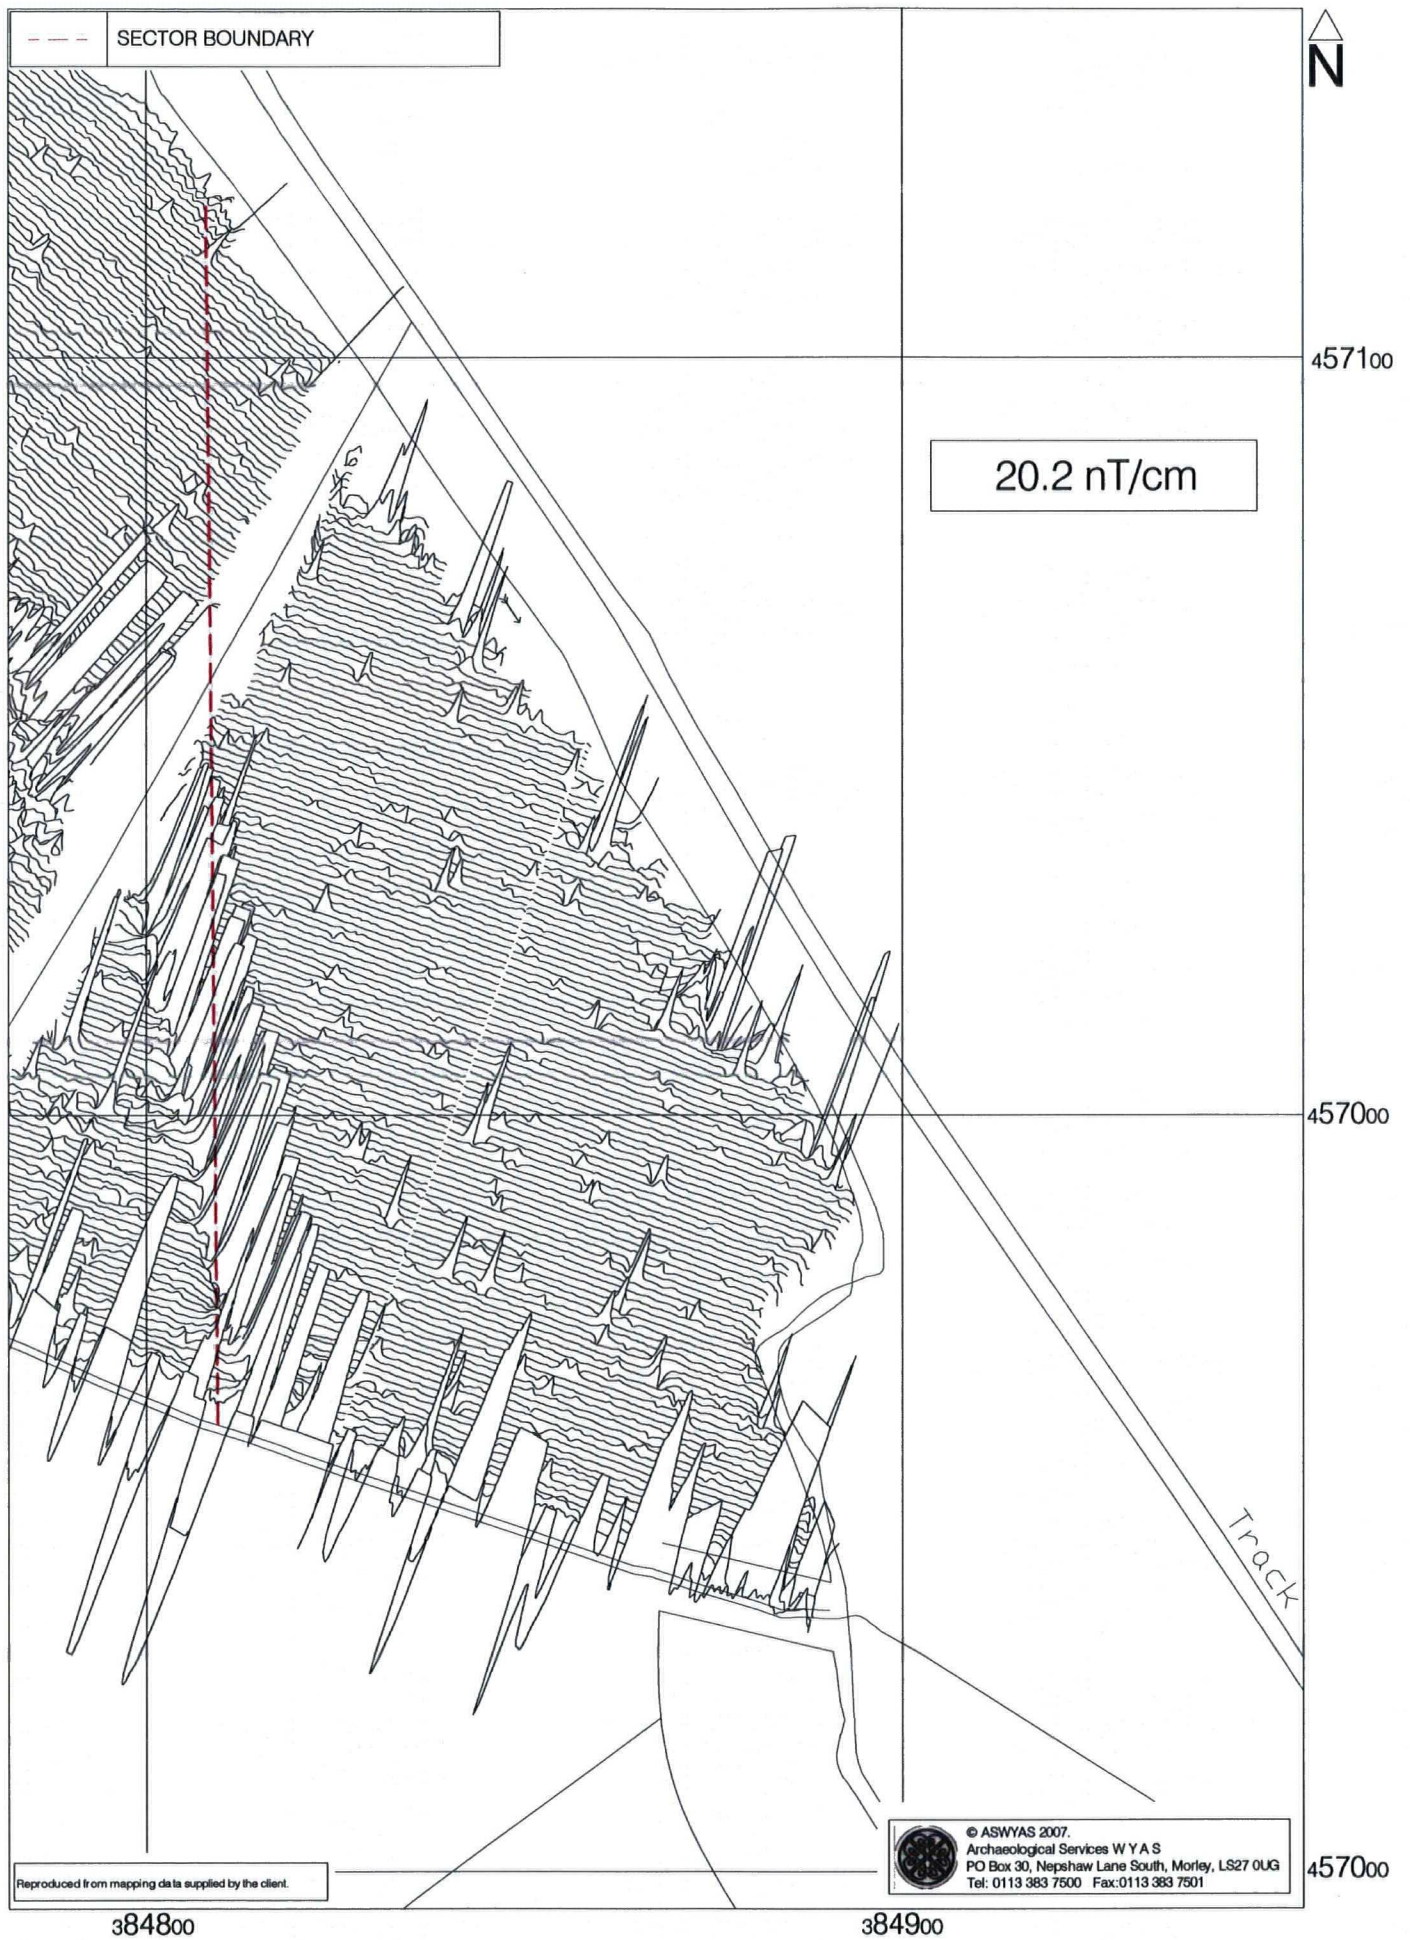 SECTOR BOUNDARY
N
457100
20.2 nT/cm
457000
Track
© ASWYAS 2007.
Archaeological Services W Y A S
PO Box 30, Nepshaw Lane South, Morley, LS27 0UG
Tel: 0113 383 7500 Fax:0113 383 7501
457000
Reproduced from mapping data supplied by the client.
384800
384900